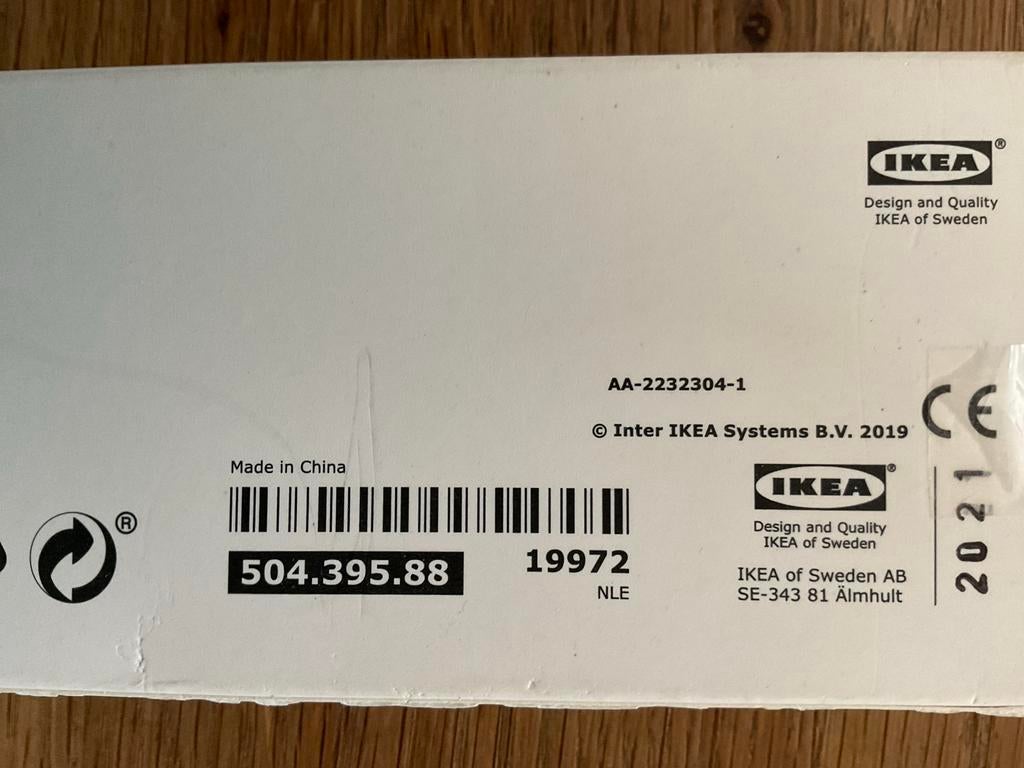 IKEA®
Design and Quality
IKEA of Sweden
AA-2232304-1
© Inter IKEA Systems B.V. 2019
CE
Made in China
IKEA®
Design and Quality
IKEA of Sweden
®
504.395.88
19972
NLE
IKEA of Sweden AB
SE-343 81 Älmhult
2021